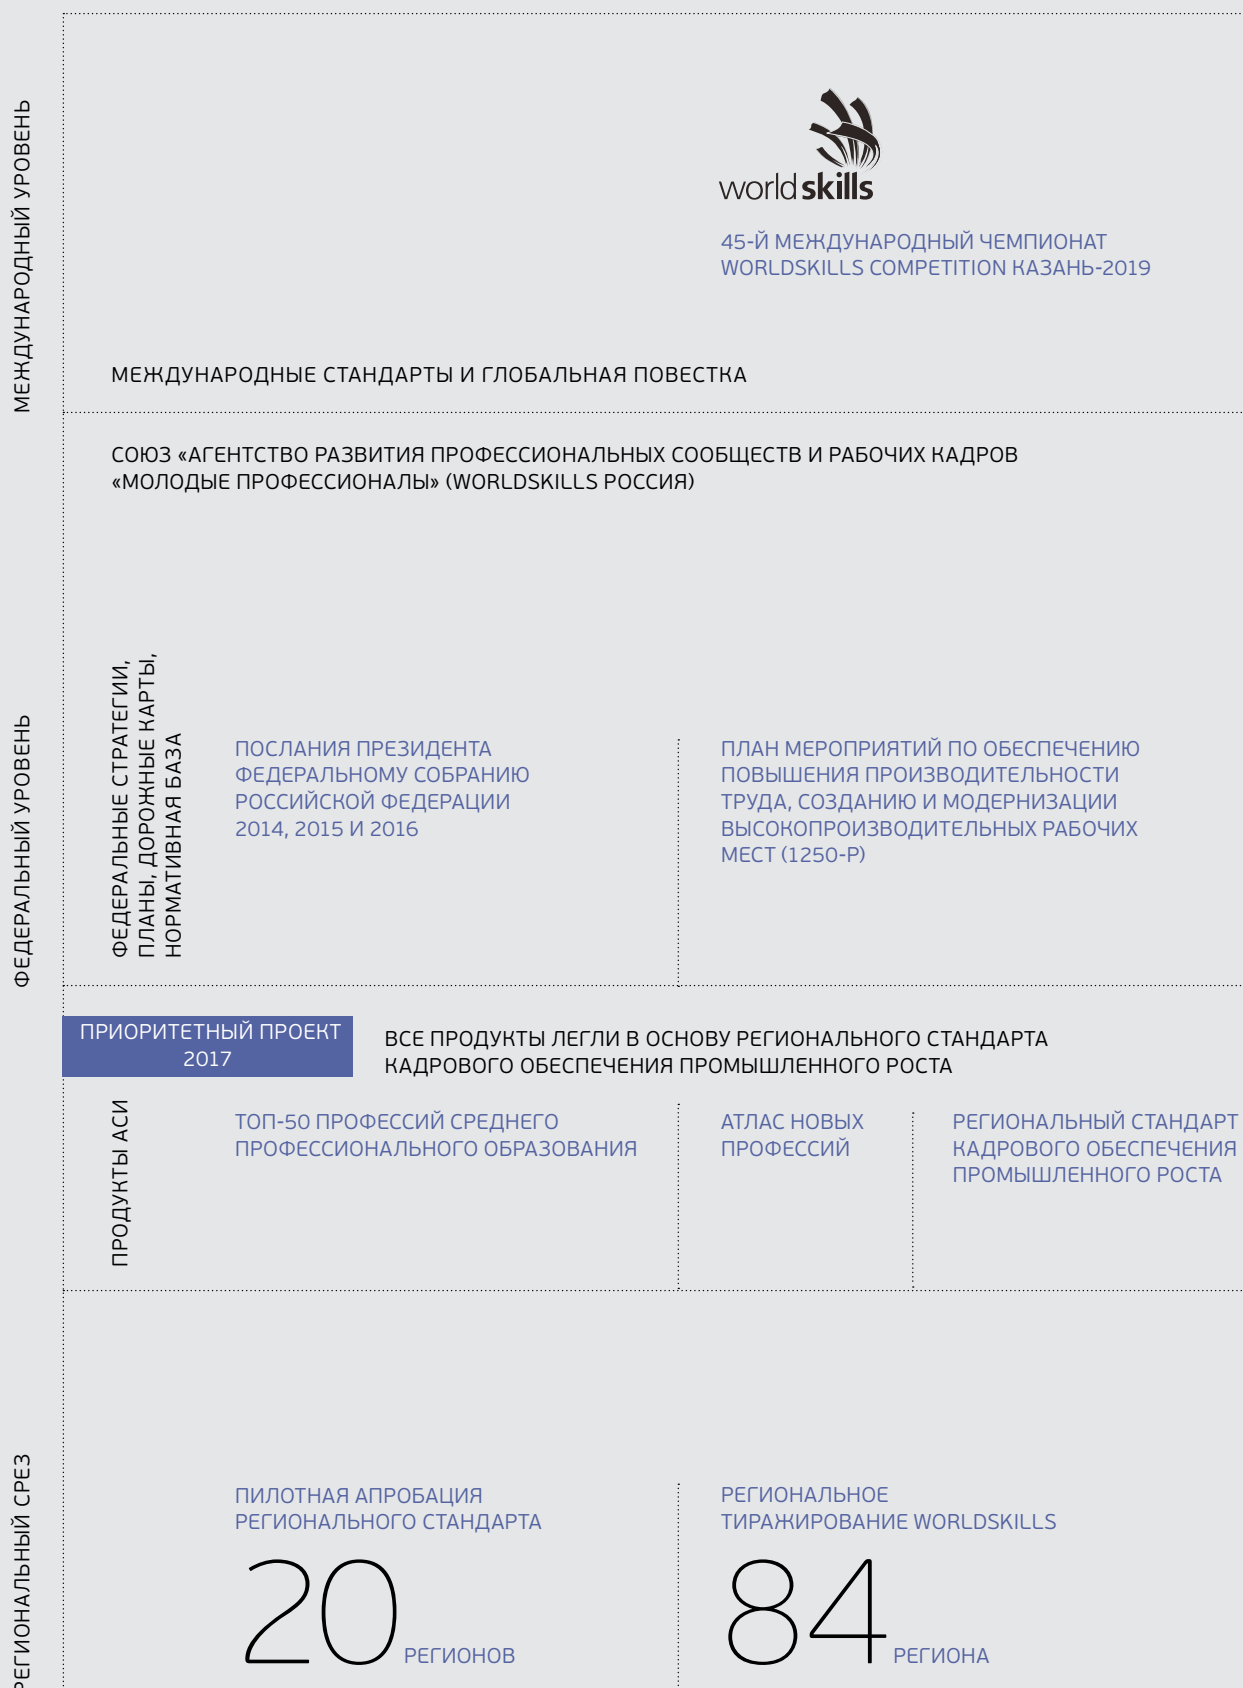 МЕЖДУНАРОДНЫЙ УРОВЕНЬ
world skills
45-Й МЕЖДУНАРОДНЫЙ ЧЕМПИОНАТ
WORLDSKILLS COMPETITION КАЗАНЬ-2019
МЕЖДУНАРОДНЫЕ СТАНДАРТЫ И ГЛОБАЛЬНАЯ ПОВЕСТКА
ФЕДЕРАЛЬНЫЙ УРОВЕНЬ
СОЮЗ «АГЕНТСТВО РАЗВИТИЯ ПРОФЕССИОНАЛЬНЫХ СООБЩЕСТВ И РАБОЧИХ КАДРОВ
«МОЛОДЫЕ ПРОФЕССИОНАЛЫ» (WORLDSKILLS РОССИЯ)
ФЕДЕРАЛЬНЫЕ СТРАТЕГИИ,
ПЛАНЫ, ДОРОЖНЫЕ КАРТЫ,
НОРМАТИВНАЯ БАЗА
ПОСЛАНИЯ ПРЕЗИДЕНТА
ФЕДЕРАЛЬНОМУ СОБРАНИЮ
РОССИЙСКОЙ ФЕДЕРАЦИИ
2014, 2015 И 2016
ПЛАН МЕРОПРИЯТИЙ ПО ОБЕСПЕЧЕНИЮ
ПОВЫШЕНИЯ ПРОИЗВОДИТЕЛЬНОСТИ
ТРУДА, СОЗДАНИЮ И МОДЕРНИЗАЦИИ
ВЫСОКОПРОИЗВОДИТЕЛЬНЫХ РАБОЧИХ
МЕСТ (1250-Р)
ПРИОРИТЕТНЫЙ ПРОЕКТ
2017
ВСЕ ПРОДУКТЫ ЛЕГЛИ В ОСНОВУ РЕГИОНАЛЬНОГО СТАНДАРТА
КАДРОВОГО ОБЕСПЕЧЕНИЯ ПРОМЫШЛЕННОГО РОСТА
ПРОДУКТЫ АСИ
ТОП-50 ПРОФЕССИЙ СРЕДНЕГО
ПРОФЕССИОНАЛЬНОГО ОБРАЗОВАНИЯ
АТЛАС НОВЫХ
ПРОФЕССИЙ
РЕГИОНАЛЬНЫЙ СТАНДАРТ
КАДРОВОГО ОБЕСПЕЧЕНИЯ
ПРОМЫШЛЕННОГО РОСТА
РЕГИОНАЛЬНЫЙ СРЕЗ
ПИЛОТНАЯ АПРОБАЦИЯ
РЕГИОНАЛЬНОГО СТАНДАРТА
20 РЕГИОНОВ
РЕГИОНАЛЬНОЕ
ТИРАЖИРОВАНИЕ WORLDSKILLS
84 РЕГИОНА